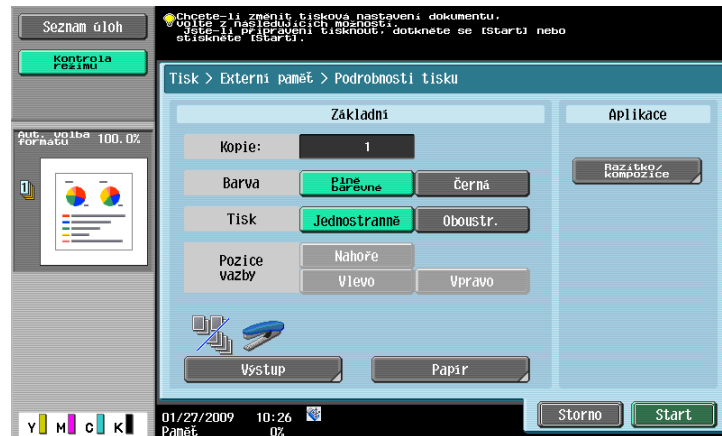 Seznam úloh
Kontrola
režimu
Chcete-li změnit tisková nastavení dokumentu,
volte z následujících možností.
Jste-li připraveni tisknout, dotkněte se [Start] nebo
stiskněte [Start].
Tisk > Externí paměť > Podrobnosti tisku
Základní
Aplikace
Aut. volba
formátu 100.0%
Kopie: 1
Razítko/
kompozice
Barva
Plně
barevně
Černá
1
Tisk Jednostranně Oboustr.
Pozice
vazby
Nahoře
Vlevo Vpravo
Výstup Papír
Storno Start
01/27/2009 10:26
Paměť 0%
Y M C K